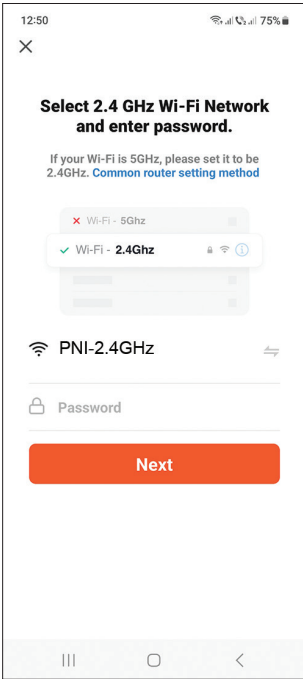 12:50 75%
Select 2.4 GHz Wi-Fi Network
and enter password.
If your Wi-Fi is 5GHz, please set it to be
2.4GHz. Common router setting method
Wi-Fi - 5Ghz
Wi-Fi - 2.4Ghz
PNI-2.4GHz
Password
Next